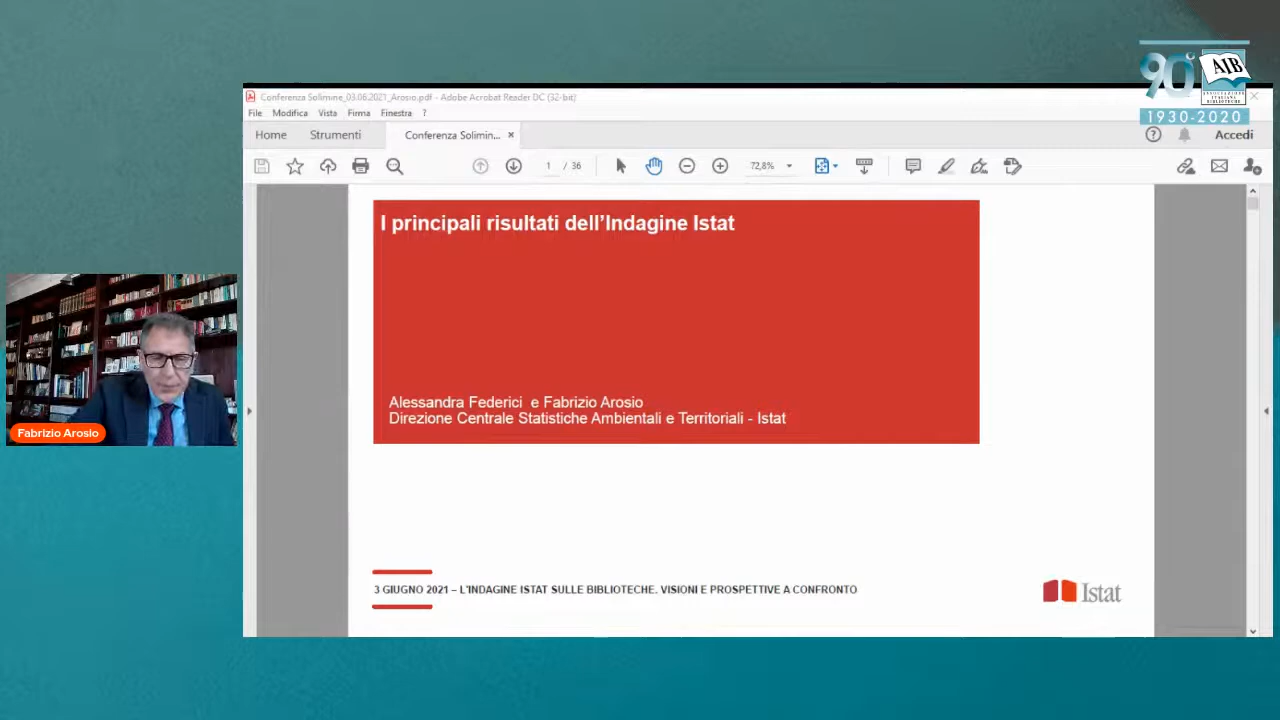 90°
AIB
ASSOCIAZIONE
ITALIANA
BIBLIOTECHE
1930-2020
Conferenza Solimine_03.06.2021_Arosio.pdf - Adobe Acrobat Reader DC (32-bit)
File Modifica Vista Firma Finestra ?
Home Strumenti Conferenza Solimin... × Accedi
1 / 36 72,8%
I principali risultati dell'Indagine Istat
Alessandra Federici e Fabrizio Arosio
Direzione Centrale Statistiche Ambientali e Territoriali - Istat
Fabrizio Arosio
3 GIUGNO 2021 – L'INDAGINE ISTAT SULLE BIBLIOTECHE. VISIONI E PROSPETTIVE A CONFRONTO
Istat